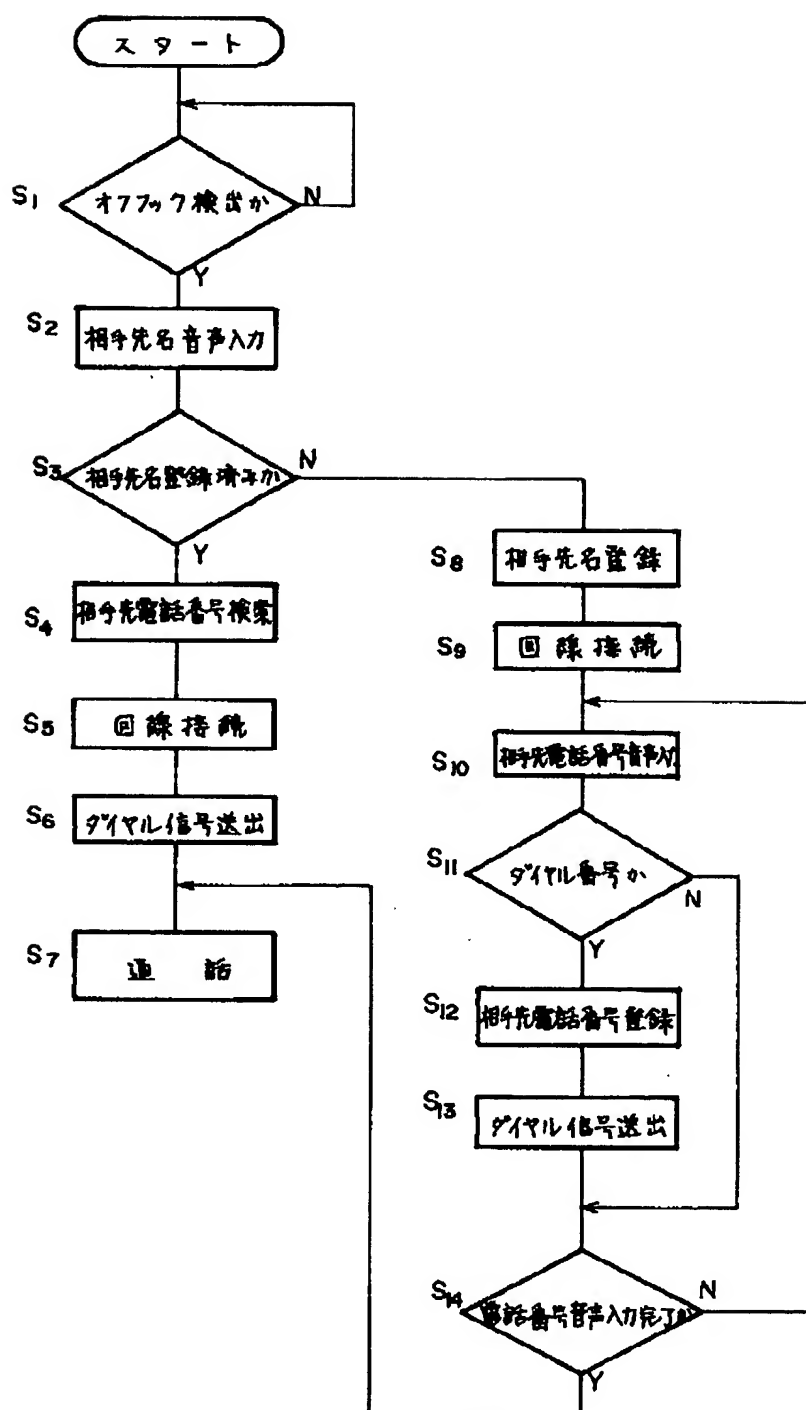 スタート
S1
オフフック検出か
N
Y
S2
相手先名音声入力
S3
相手先名登録済みか
N
Y
S4
相手先電話番号検索
S5
回線接続
S6
ダイヤル信号送出
S7
通話
S8
相手先名登録
S9
回線接続
S10
相手先電話番号音声入力
S11
ダイヤル番号か
N
Y
S12
相手先電話番号登録
S13
ダイヤル信号送出
S14
電話番号音声入力完了か
N
Y